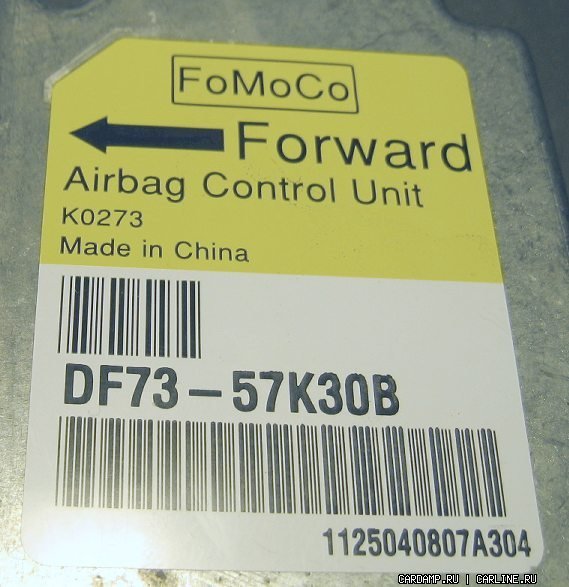 FoMoCo
Forward
Airbag Control Unit
K0273
Made in China
DF73-57K30B
1125040807A304
CARDAMP.RU | CARLINE.RU